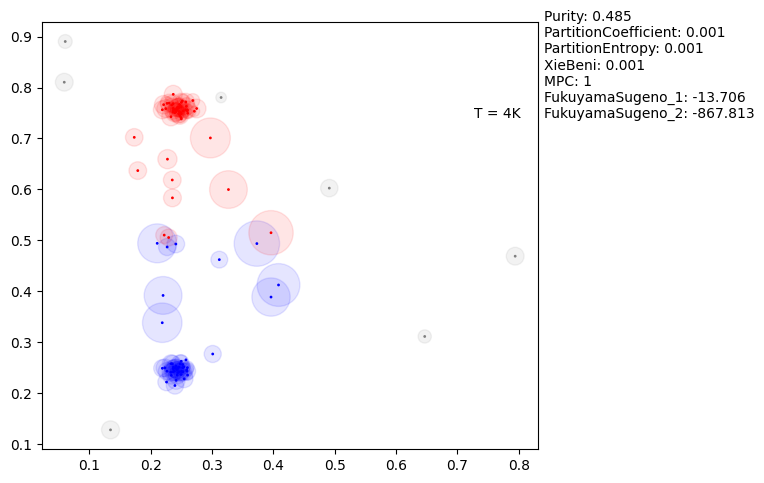 Purity: 0.485
PartitionCoefficient: 0.001
PartitionEntropy: 0.001
XieBeni: 0.001
MPC: 1
FukuyamaSugeno_1: -13.706
FukuyamaSugeno_2: -867.813
T = 4K
0.9
0.8
0.7
0.6
0.5
0.4
0.3
0.2
0.1
0.1 0.2 0.3 0.4 0.5 0.6 0.7 0.8